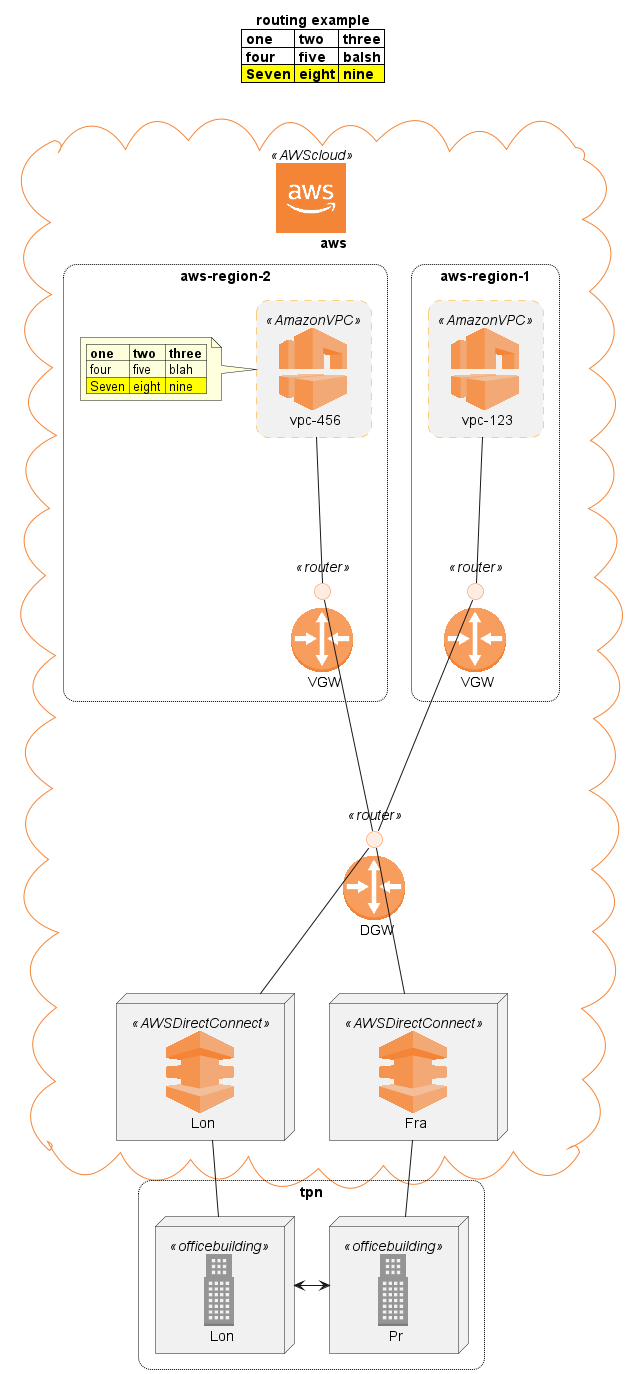 routing example
one two three
four five balsh
Seven eight nine
«AWScloud»
aws
aws
aws-region-2
aws-region-1
«AmazonVPC»
vpc-456
one two three
four five blah
Seven eight nine
«AmazonVPC»
vpc-123
«router»
VGW
«router»
VGW
«router»
DGW
«AWSDirectConnect»
Lon
«AWSDirectConnect»
Fra
tpn
«officebuilding»
Lon
«officebuilding»
Pr